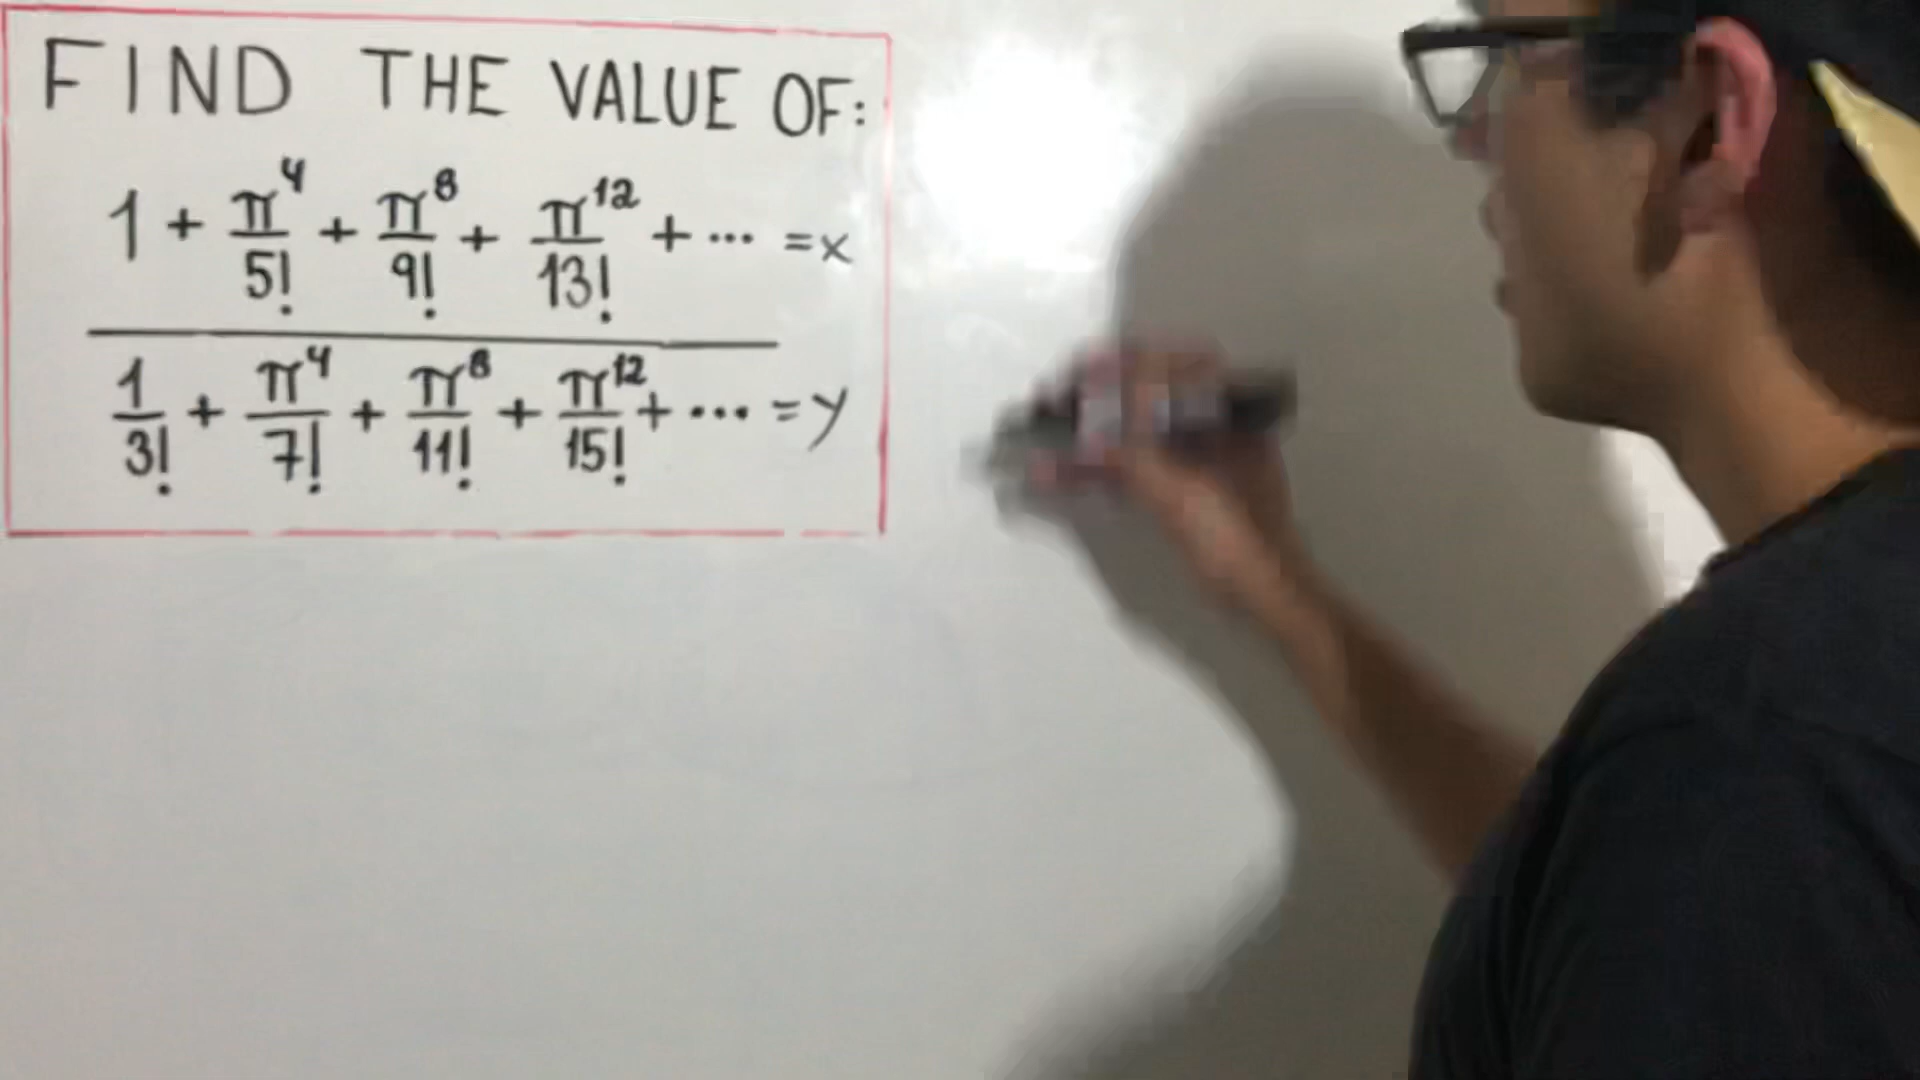 FIND THE VALUE OF:
1 + π⁴/5! + π⁸/9! + π¹²/13! + ... = x
1/3! + π⁴/7! + π⁸/11! + π¹²/15! + ... = y